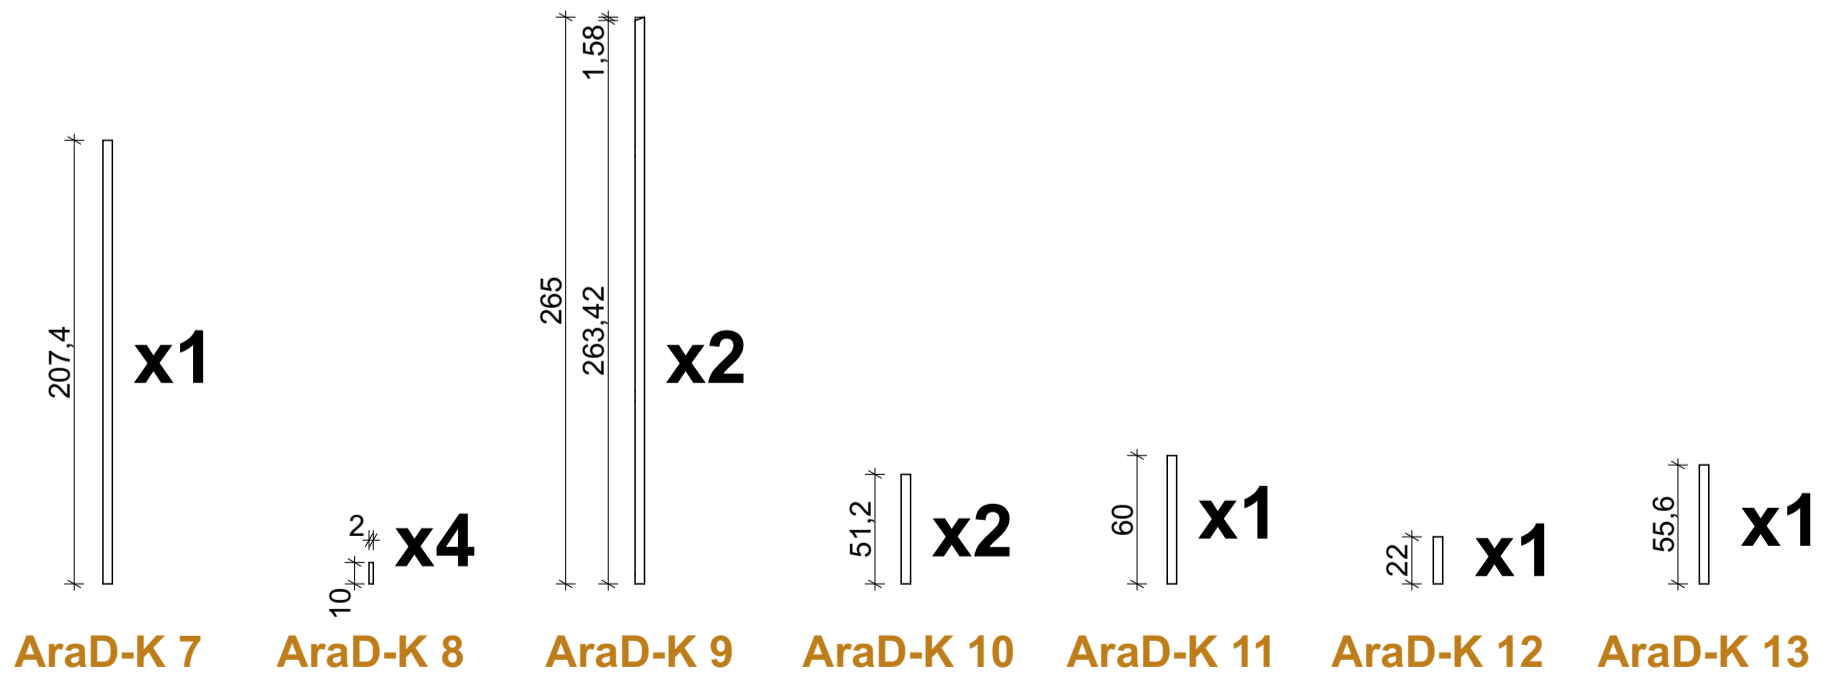 207,4
x1
AraD-K 7
2
10
x4
AraD-K 8
265
1,58
263,42
x2
AraD-K 9
51,2
x2
AraD-K 10
60
x1
AraD-K 11
22
x1
AraD-K 12
55,6
x1
AraD-K 13